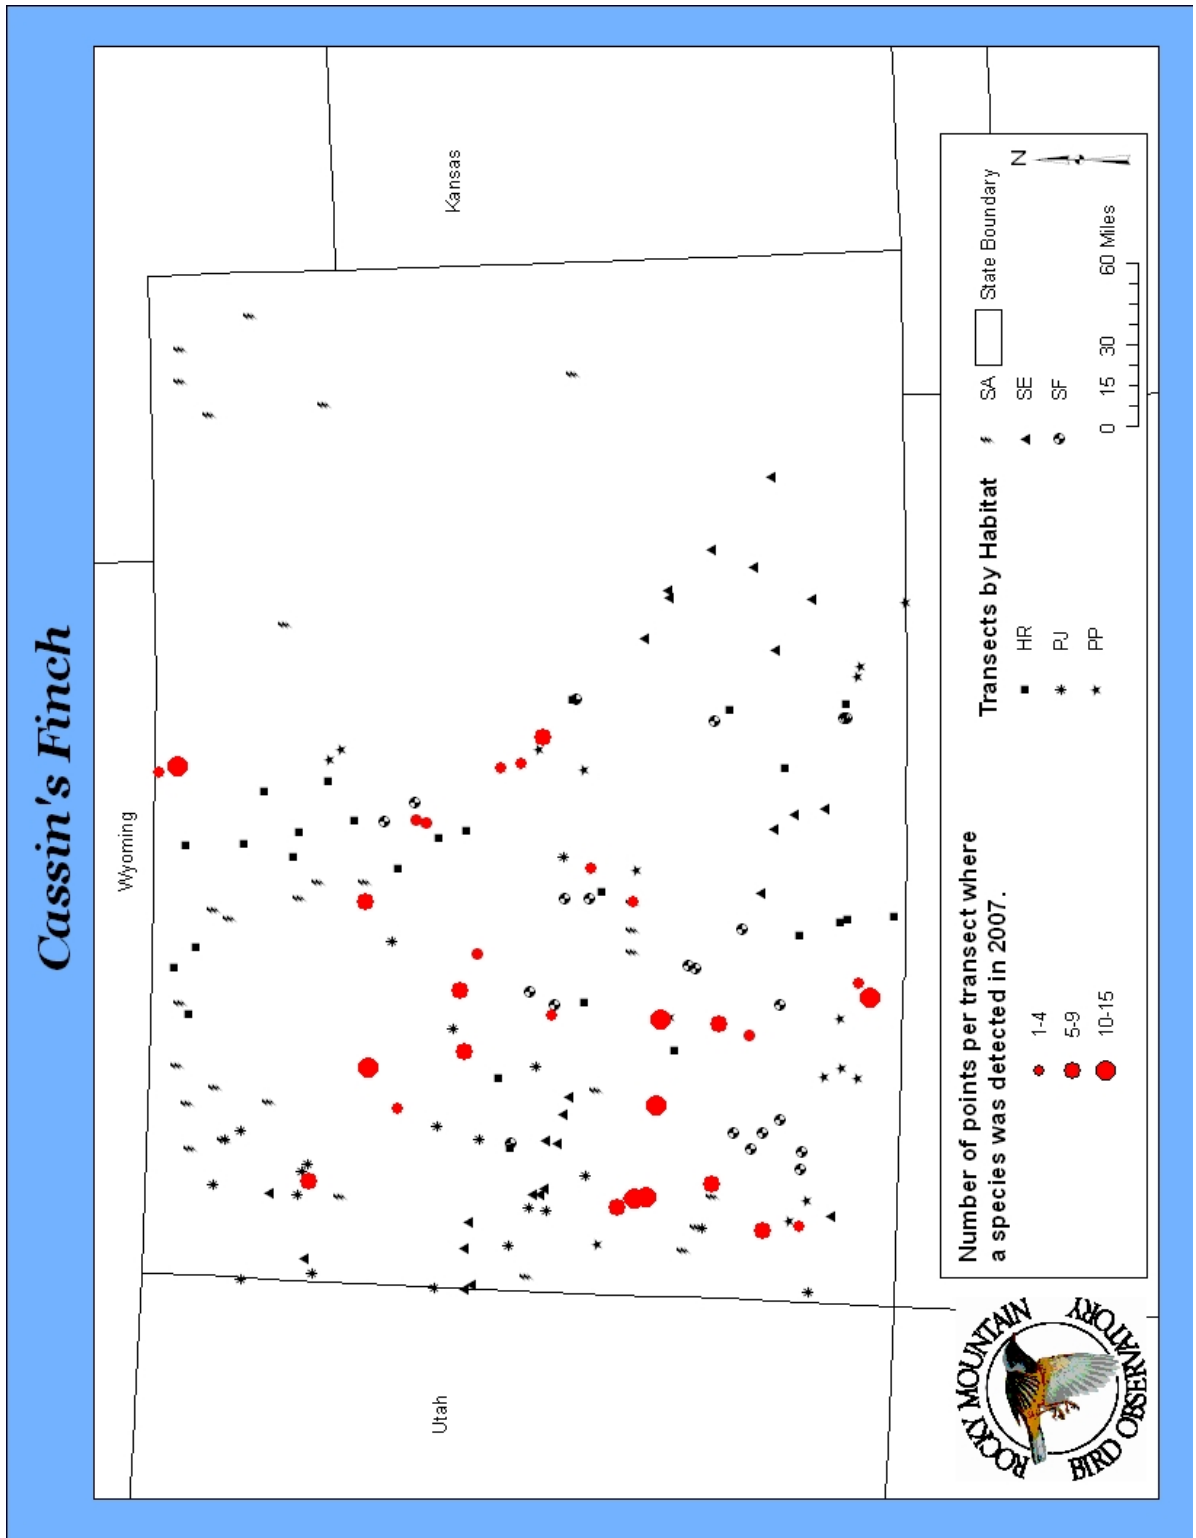 Cassin's Finch
Wyoming
Utah
Kansas
Number of points per transect where
a species was detected in 2007.
1-4
5-9
10-15
Transects by Habitat
HR
PJ
PP
SA
SE
SF
State Boundary
N
0 15 30 60 Miles
ROCKY MOUNTAIN
BIRD OBSERVATORY